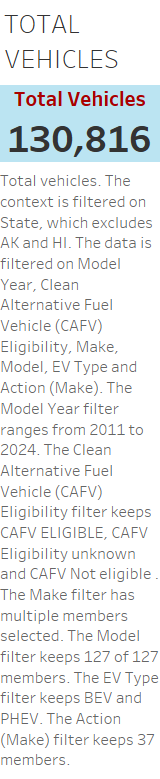 TOTAL
VEHICLES
Total Vehicles
130,816
Total vehicles. The
context is filtered on
State, which excludes
AK and HI. The data is
filtered on Model
Year, Clean
Alternative Fuel
Vehicle (CAFV)
Eligibility, Make,
Model, EV Type and
Action (Make). The
Model Year filter
ranges from 2011 to
2024. The Clean
Alternative Fuel
Vehicle (CAFV)
Eligibility filter keeps
CAFV ELIGIBLE, CAFV
Eligibility unknown
and CAFV Not eligible .
The Make filter has
multiple members
selected. The Model
filter keeps 127 of 127
members. The EV Type
filter keeps BEV and
PHEV. The Action
(Make) filter keeps 37
members.